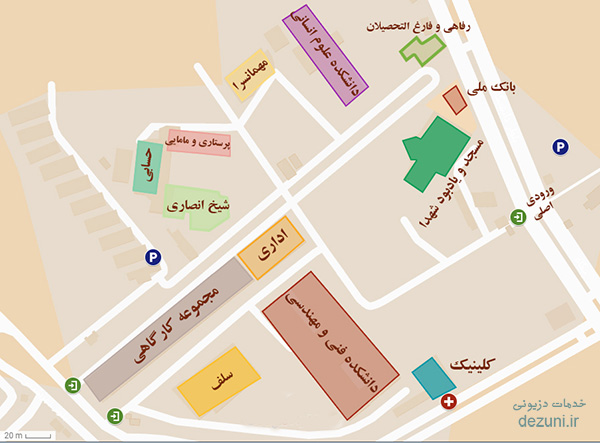 رفاهی و فارغ التحصیلان
دانشکده علوم انسانی
مهمانسرا
بانک ملی
پرستاری و مامایی
حسابی
مسجد و یادبود شهدا
P
شیخ انصاری
ورودی
اصلی
اداری
P
مجموعه کارگاهی
دانشکده فنی و مهندسی
سلف
کلینیک
خدمات دزیونی
dezuni.ir
20 m